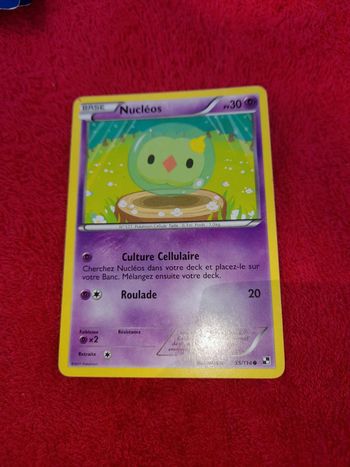 BASE
Nucléos
PV30
Culture Cellulaire
Cherchez Nucléos dans votre deck et placez-le sur
votre Banc. Mélangez ensuite votre deck.
Roulade 20
Faiblesse
Résistance
×2
Retraite